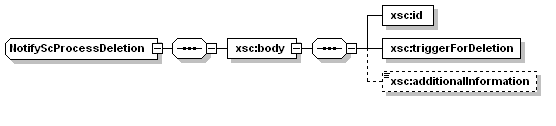 xsc:id
NotifyScProcessDeletion
xsc:body
xsc:triggerForDeletion
xsc:additionalInformation